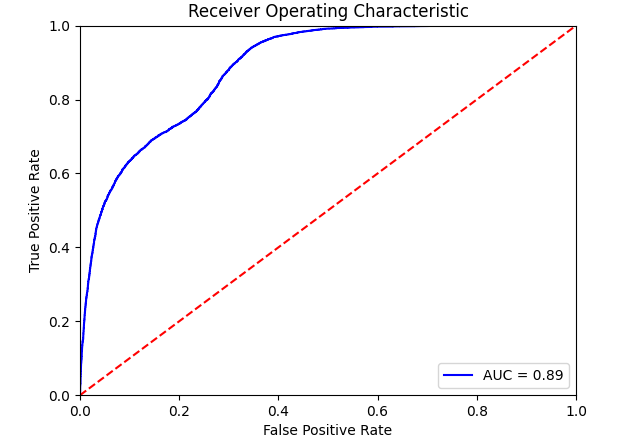 Receiver Operating Characteristic
1.0
0.8
0.6
0.4
0.2
0.0
True Positive Rate
AUC = 0.89
0.0 0.2 0.4 0.6 0.8 1.0
False Positive Rate